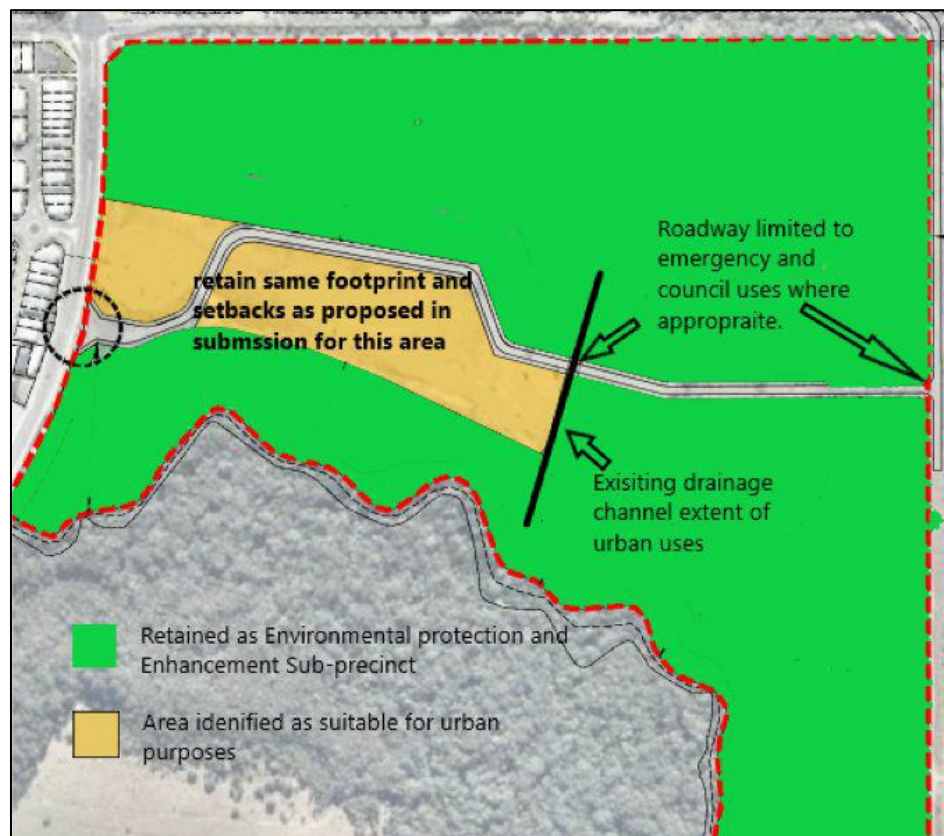 Roadway limited to
emergency and
council uses where
appropraite.
retain same footprint and
setbacks as proposed in
submssion for this area
Exisiting drainage
channel extent of
urban uses
Retained as Environmental protection and
Enhancement Sub-precinct
Area idenified as suitable for urban
purposes